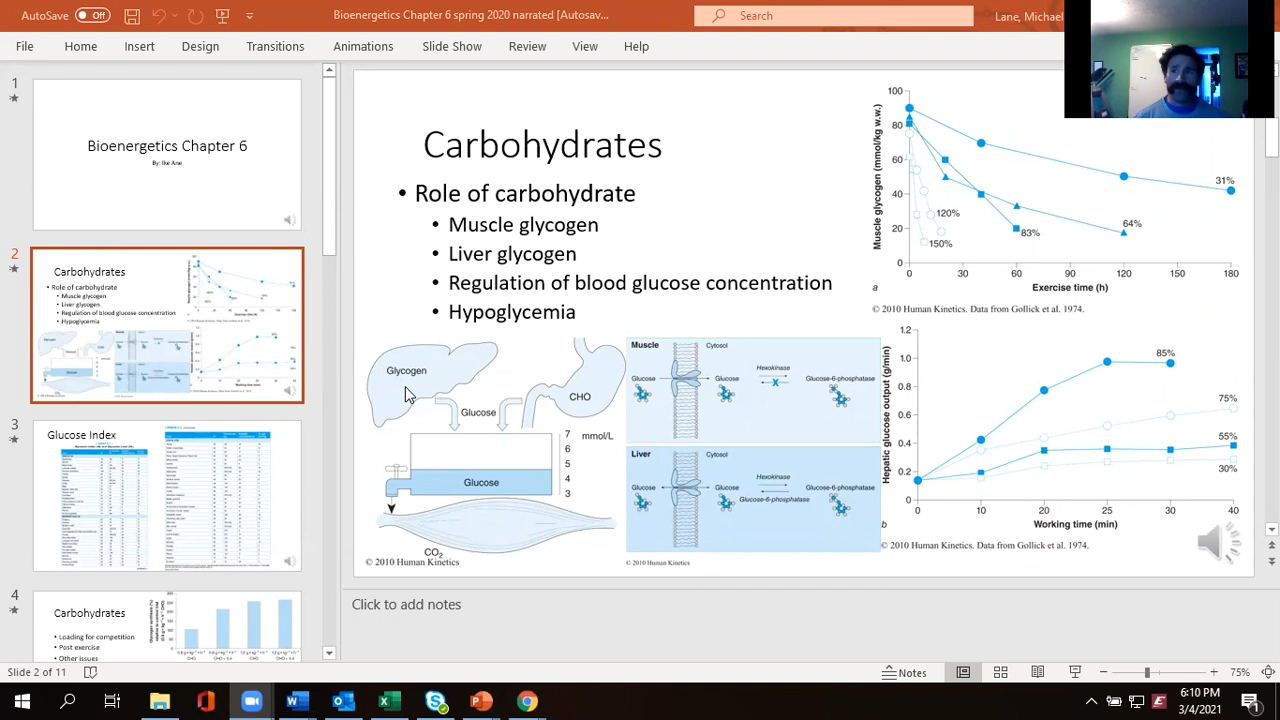 AutoSave
Off
Bioenergetics Chapter 6 spring 2020 narrated [Autosav...
Search
Lane, Michael
File
Home
Insert
Design
Transitions
Animations
Slide Show
Review
View
Help
1
Bioenergetics Chapter 6
By: Ike Ane
2
Carbohydrates
• Role of carbohydrate
• Muscle glycogen
• Liver glycogen
• Regulation of blood glucose concentration
• Hypoglycemia
3
Glucose Index
4
Carbohydrates
• Loading for competition
• Post exercise
• Other issues
Carbohydrates
• Role of carbohydrate
• Muscle glycogen
• Liver glycogen
• Regulation of blood glucose concentration
• Hypoglycemia
Muscle glycogen (mmol/kg w.w.)
100
80
60
40
20
0
31%
64%
83%
120%
150%
0 30 60 90 120 150 180
Exercise time (h)
a
© 2010 Human Kinetics. Data from Gollick et al. 1974.
Glycogen
Glucose
CHO
7 mmol/L
6
5
4
3
Glucose
CO2
© 2010 Human Kinetics
Muscle
Cytosol
Glucose
Glucose
Hexokinase
X
Glucose-6-phosphatate
Liver
Cytosol
Glucose
Glucose
Hexokinase
Glucose-6-phosphatase
Glucose-6-phosphatate
© 2010 Human Kinetics
Hepatic glucose output (g/min)
1.2
1.0
0.8
0.6
0.4
0.2
0
85%
75%
55%
30%
0 10 20 25 30 40
Working time (min)
b
© 2010 Human Kinetics. Data from Gollick et al. 1974.
Click to add notes
Slide 2 of 11
Notes
75%
6:10 PM
3/4/2021
1